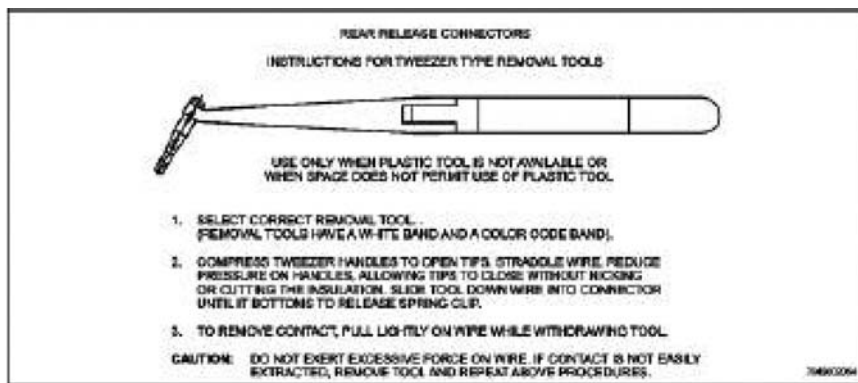 REAR RELEASE CONNECTORS
INSTRUCTIONS FOR TWEEZER TYPE REMOVAL TOOLS
USE ONLY WHEN PLASTIC TOOL IS NOT AVAILABLE OR
WHEN SPACE DOES NOT PERMIT USE OF PLASTIC TOOL
1. SELECT CORRECT REMOVAL TOOL.
(REMOVAL TOOLS HAVE A WHITE BAND AND A COLOR CODE BAND).
2. COMPRESS TWEEZER HANDLES TO OPEN TIPS. STRADDLE WIRE. REDUCE
PRESSURE ON HANDLES, ALLOWING TIPS TO CLOSE WITHOUT NICKING
OR CUTTING THE INSULATION. SLIDE TOOL DOWN WIRE INTO CONNECTOR
UNTIL IT BOTTOMS TO RELEASE SPRING CLIP.
3. TO REMOVE CONTACT, PULL LIGHTLY ON WIRE WHILE WITHDRAWING TOOL.
CAUTION: DO NOT EXERT EXCESSIVE FORCE ON WIRE. IF CONTACT IS NOT EASILY
EXTRACTED, REMOVE TOOL AND REPEAT ABOVE PROCEDURES.